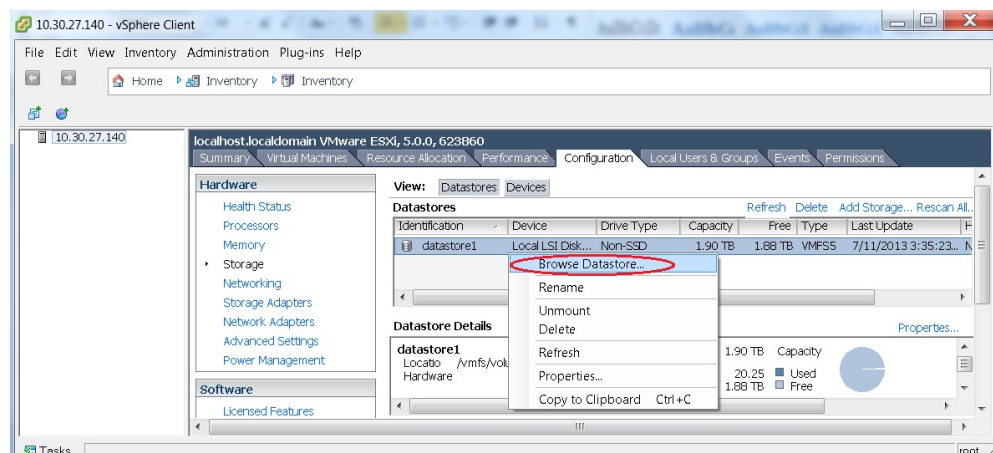 10.30.27.140 - vSphere Client
File Edit View Inventory Administration Plug-ins Help
Home Inventory Inventory
10.30.27.140
localhost.localdomain VMware ESXi, 5.0.0, 623860
Summary Virtual Machines Resource Allocation Performance Configuration Local Users & Groups Events Permissions
Hardware
Health Status
Processors
Memory
Storage
Networking
Storage Adapters
Network Adapters
Advanced Settings
Power Management
Software
Licensed Features
View: Datastores Devices
Datastores Refresh Delete Add Storage... Rescan All...
Identification Device Drive Type Capacity Free Type Last Update
datastore1 Local LSI Disk... Non-SSD 1.90 TB 1.88 TB VMFS5 7/11/2013 3:35:23...
Browse Datastore...
Rename
Unmount
Delete
Refresh
Properties...
Copy to Clipboard Ctrl+C
Datastore Details Properties...
datastore1 1.90 TB Capacity
Locatio /vmfs/volu
Hardware 20.25 Used
1.88 TB Free
Tasks root